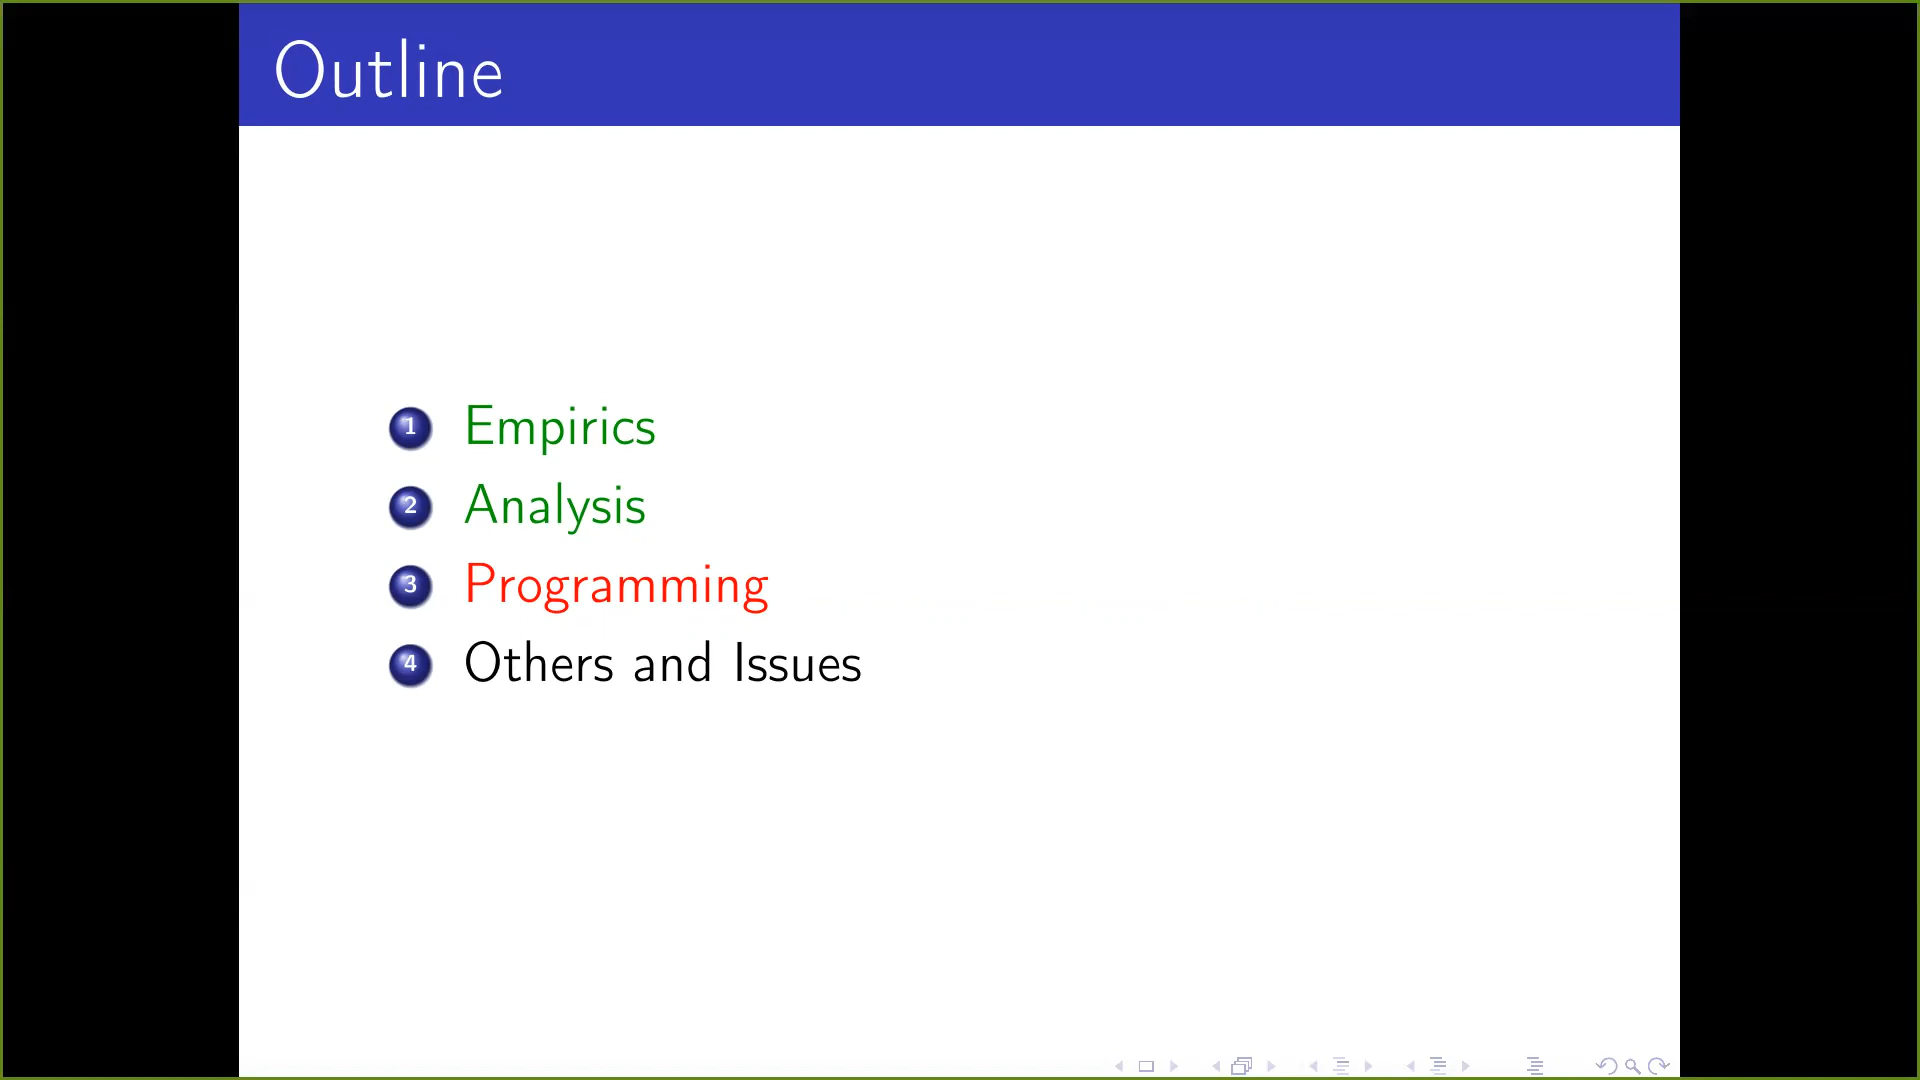 Outline
1 Empirics
2 Analysis
3 Programming
4 Others and Issues